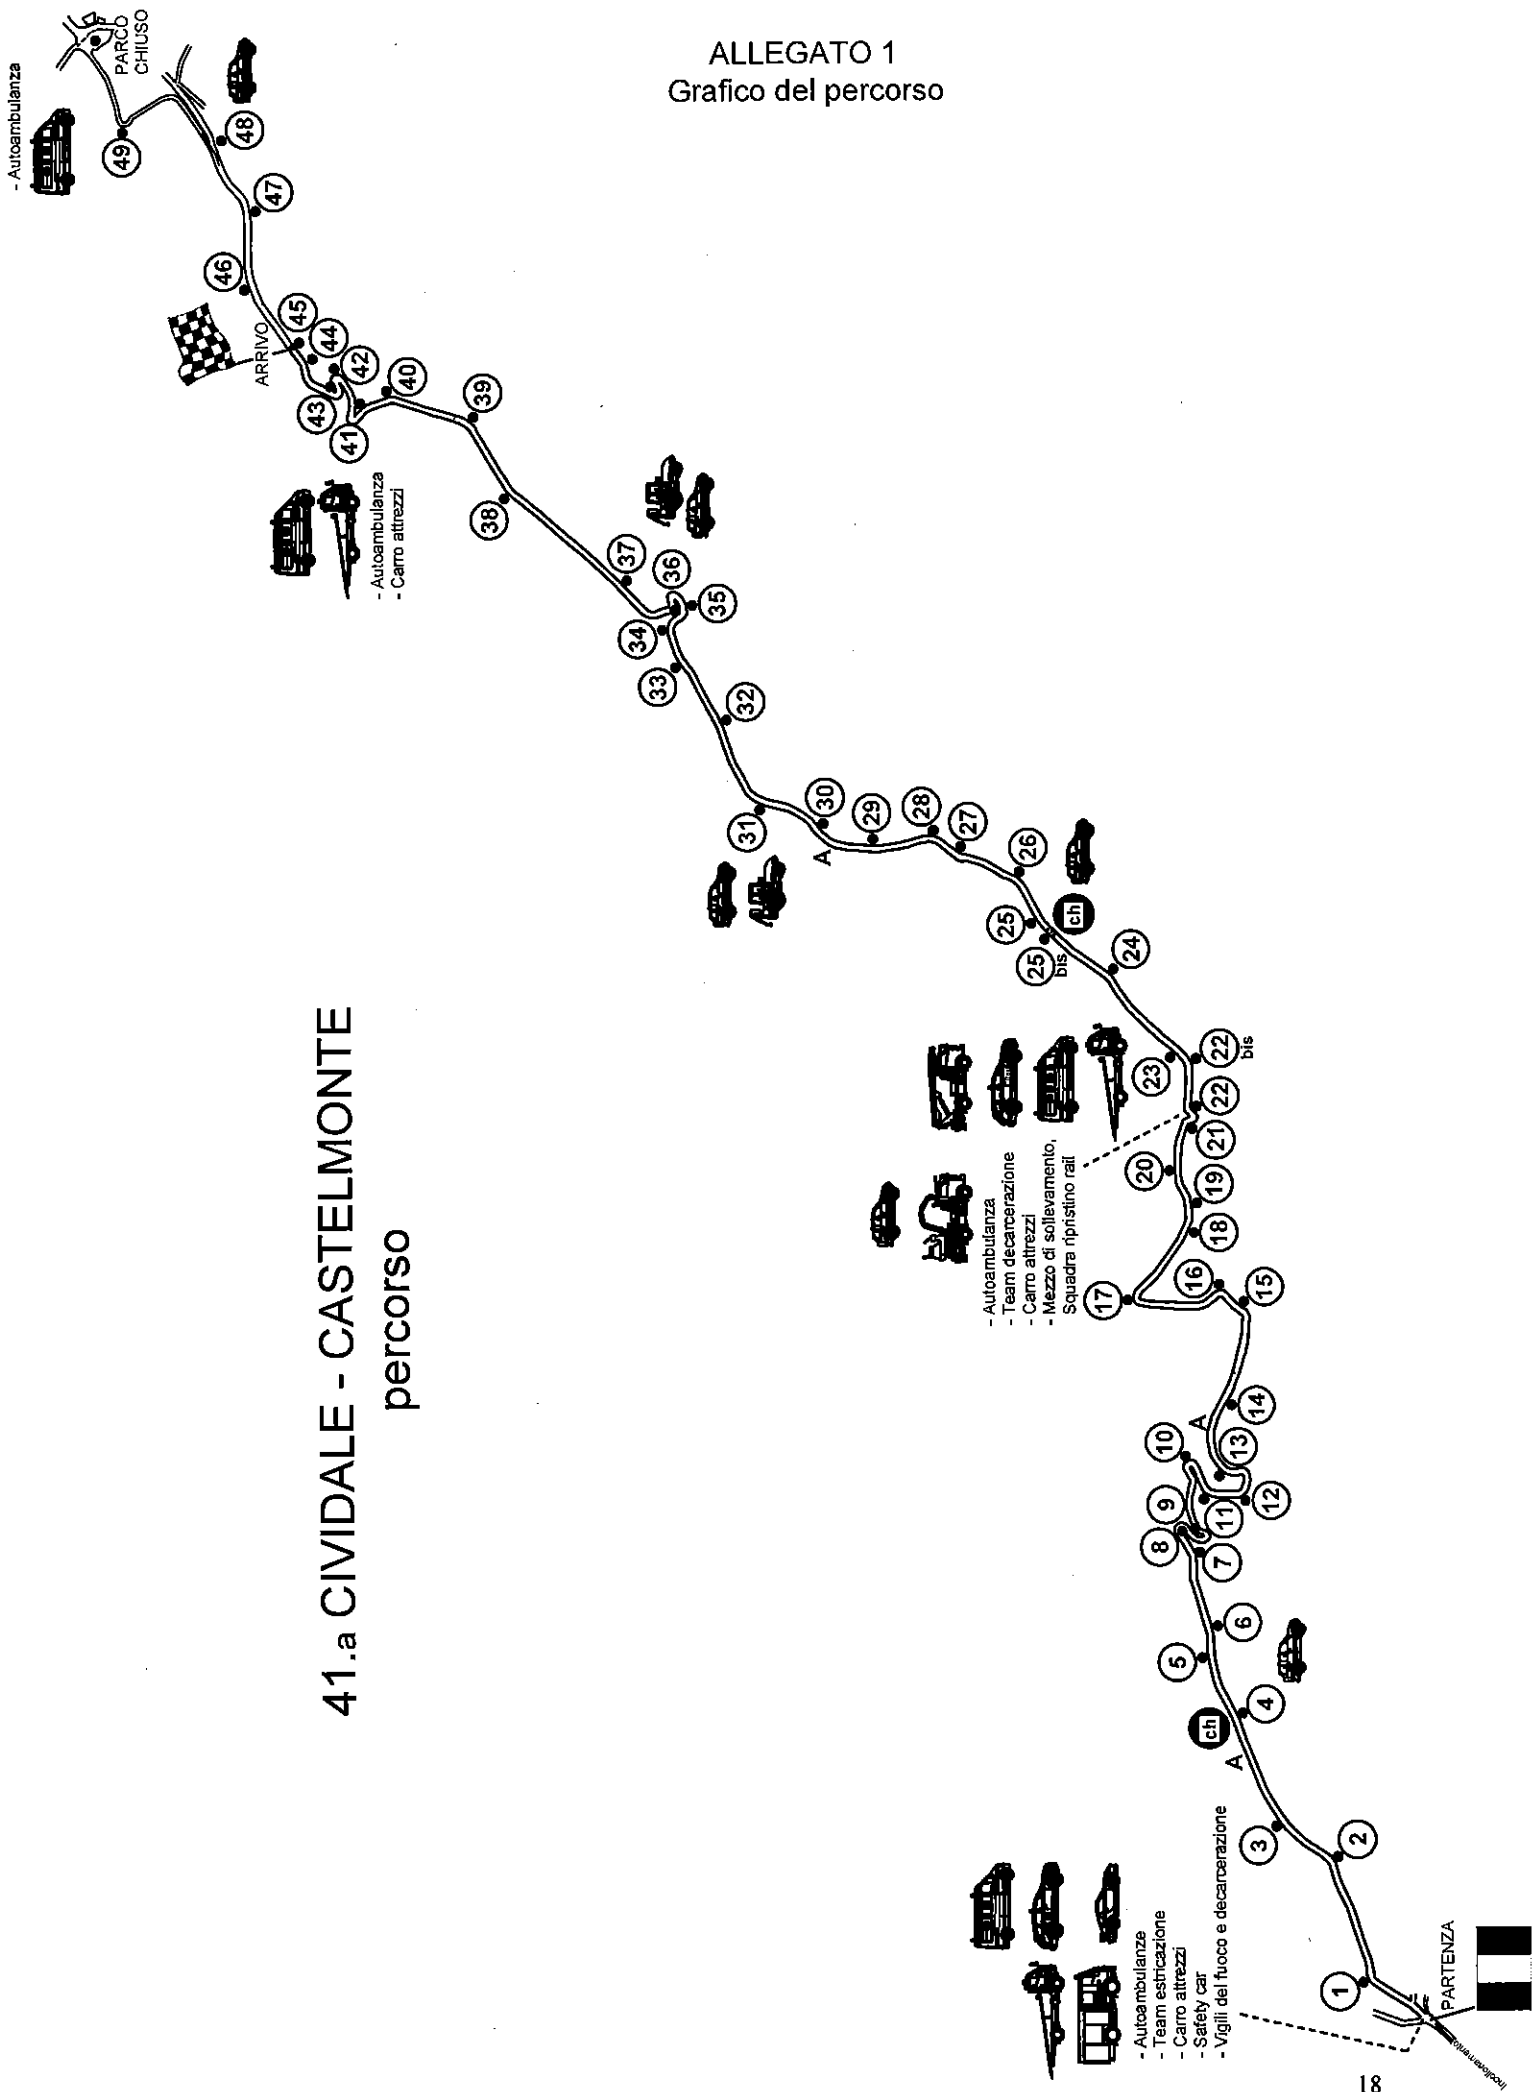 ALLEGATO 1
Grafico del percorso
41.a CIVIDALE - CASTELMONTE
percorso
- Autoambulanze
- Team estricazione
- Carro attrezzi
- Safety car
- Vigili del fuoco e decarcerazione
PARTENZA
Incolonnamento
1
2
3
A
ch
4
5
6
7
8
9
10
11
12
13
A
14
15
16
17
18
19
20
21
22
22
bis
23
- Autoambulanza
- Team decarcerazione
- Carro attrezzi
- Mezzo di sollevamento,
Squadra ripristino rail
24
25
bis
ch
25
26
27
28
29
A
30
31
32
33
34
35
36
37
38
39
40
41
42
43
44
45
- Autoambulanza
- Carro attrezzi
ARRIVO
46
47
48
49
- Autoambulanza
PARCO
CHIUSO
18